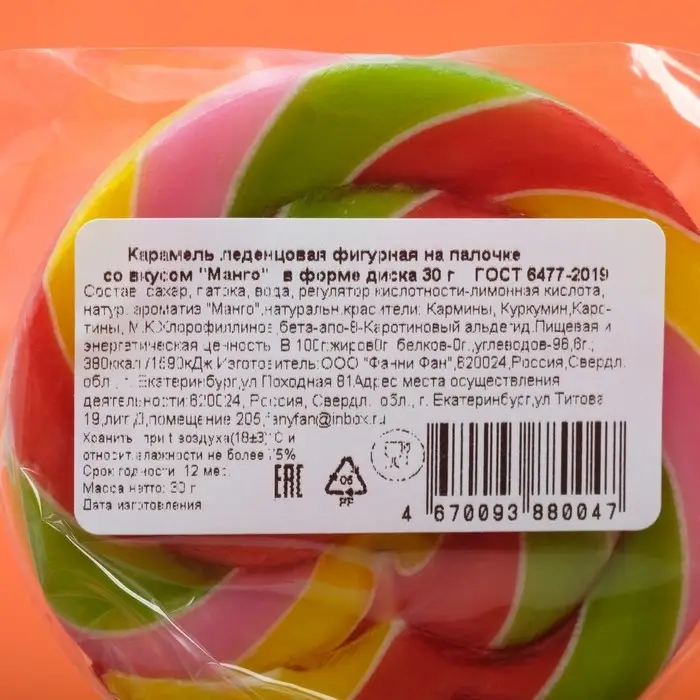 Карамель леденцовая фигурная на палочке
со вкусом "Манго" в форме диска 30 г ГОСТ 6477-2019
Состав: сахар, патока, вода, регулятор кислотности-лимонная кислота,
натур. ароматиз "Манго",натуральн.красители: Кармины, Куркумин,Каро-
тины, М.К.Хлорофиллинов,бета-апо-8-Каротиновый альдегид.Пищевая и
энергетическая ценность: В 100г:жиров0г. белков-0г.,углеводов-96,6г.;
380ккал /1590кДж Изготовитель:ООО "Фанни Фан",620024,Россия,Свердл.
обл., г. Екатеринбург,ул Походная 81Адрес места осуществления
деятельности:620024, Россия, Свердл. обл., г. Екатеринбург,ул Титова
19,лит Д,помещение 205,fanyfan@inbox.ru
Хранить при t воздуха(18±3)°С и
относит.влажности не более 75%
Срок годности: 12 мес.
Масса нетто: 30 г
Дата изготовления
EAC
06
PP
4 670093 880047